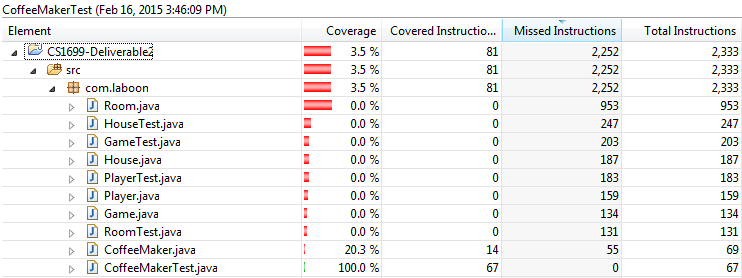 CoffeeMakerTest (Feb 16, 2015 3:46:09 PM)
Element Coverage Covered Instructio... Missed Instructions Total Instructions
CS1699-Deliverable2 3.5 % 81 2,252 2,333
src 3.5 % 81 2,252 2,333
com.laboon 3.5 % 81 2,252 2,333
Room.java 0.0 % 0 953 953
HouseTest.java 0.0 % 0 247 247
GameTest.java 0.0 % 0 203 203
House.java 0.0 % 0 187 187
PlayerTest.java 0.0 % 0 183 183
Player.java 0.0 % 0 159 159
Game.java 0.0 % 0 134 134
RoomTest.java 0.0 % 0 131 131
CoffeeMaker.java 20.3 % 14 55 69
CoffeeMakerTest.java 100.0 % 67 0 67